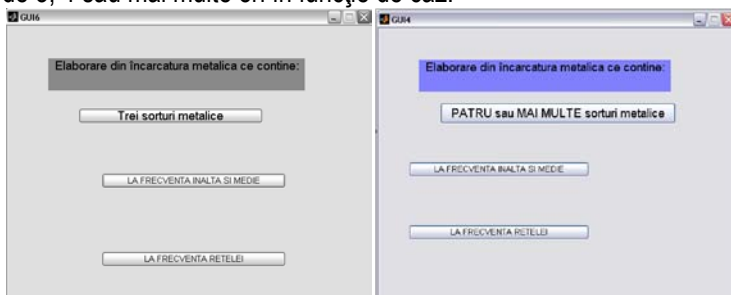 de 3, 4 sau mai multe ori în funcţie de caz.
GUI6
Elaborare din încarcatura metalica ce contine:
Trei sorturi metalice
LA FRECVENTA INALTA SI MEDIE
LA FRECVENTA RETELEI
GUI4
Elaborare din încarcatura metalica ce contine:
PATRU sau MAI MULTE sorturi metalice
LA FRECVENTA INALTA SI MEDIE
LA FRECVENTA RETELEI